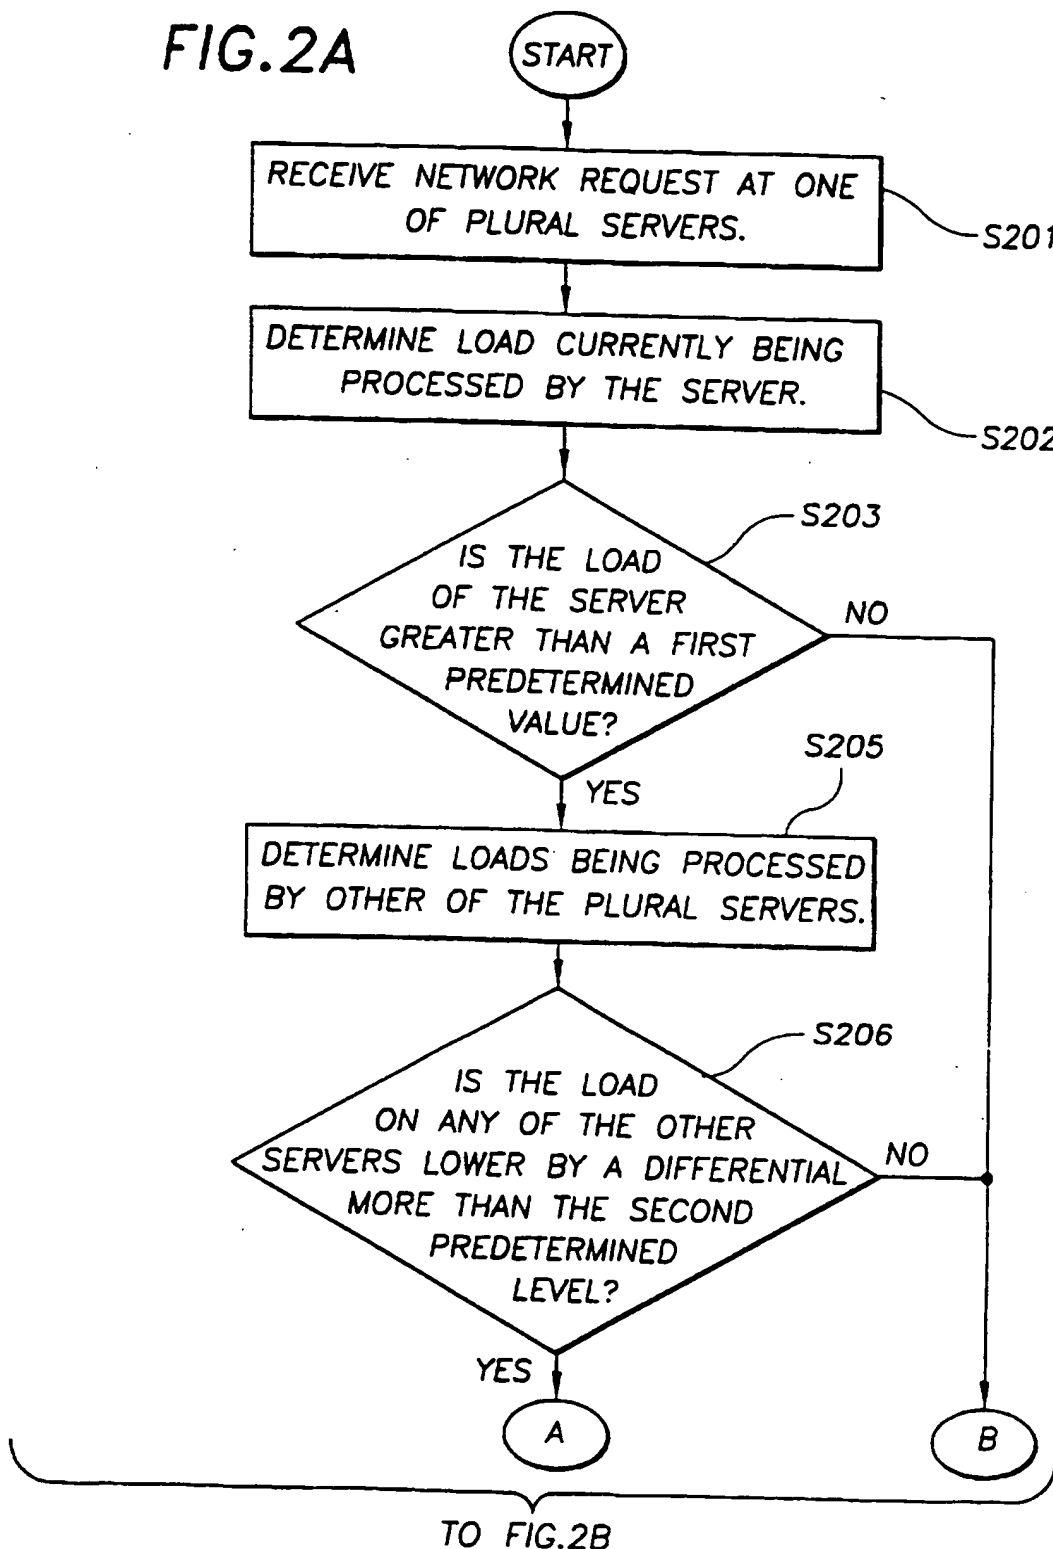 FIG.2A
START
RECEIVE NETWORK REQUEST AT ONE
OF PLURAL SERVERS.
S201
DETERMINE LOAD CURRENTLY BEING
PROCESSED BY THE SERVER.
S202
S203
IS THE LOAD
OF THE SERVER
GREATER THAN A FIRST
PREDETERMINED
VALUE?
NO
YES
S205
DETERMINE LOADS BEING PROCESSED
BY OTHER OF THE PLURAL SERVERS.
S206
IS THE LOAD
ON ANY OF THE OTHER
SERVERS LOWER BY A DIFFERENTIAL
MORE THAN THE SECOND
PREDETERMINED
LEVEL?
NO
YES
A
B
TO FIG.2B